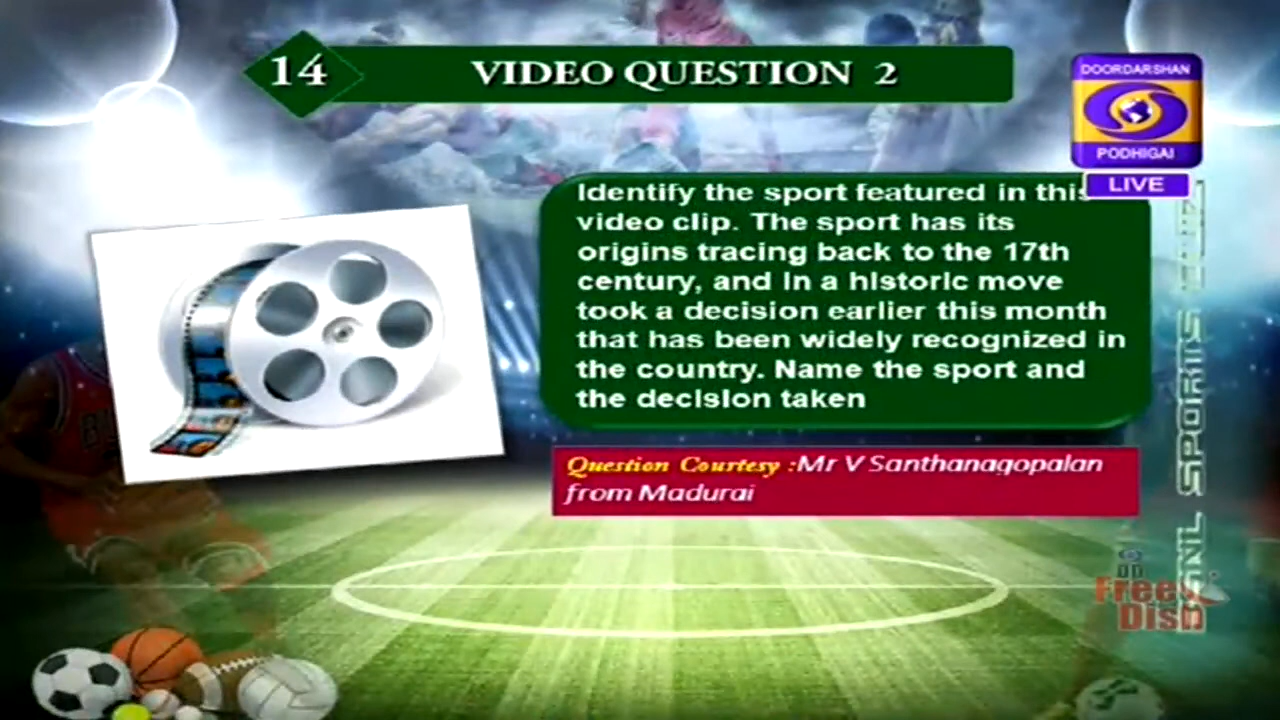 14
VIDEO QUESTION 2
DOORDARSHAN
PODHIGAI
LIVE
Identify the sport featured in this
video clip. The sport has its
origins tracing back to the 17th
century, and in a historic move
took a decision earlier this month
that has been widely recognized in
the country. Name the sport and
the decision taken
Question Courtesy :Mr V Santhanagopalan
from Madurai
SPORTS
DD
Free
Dish